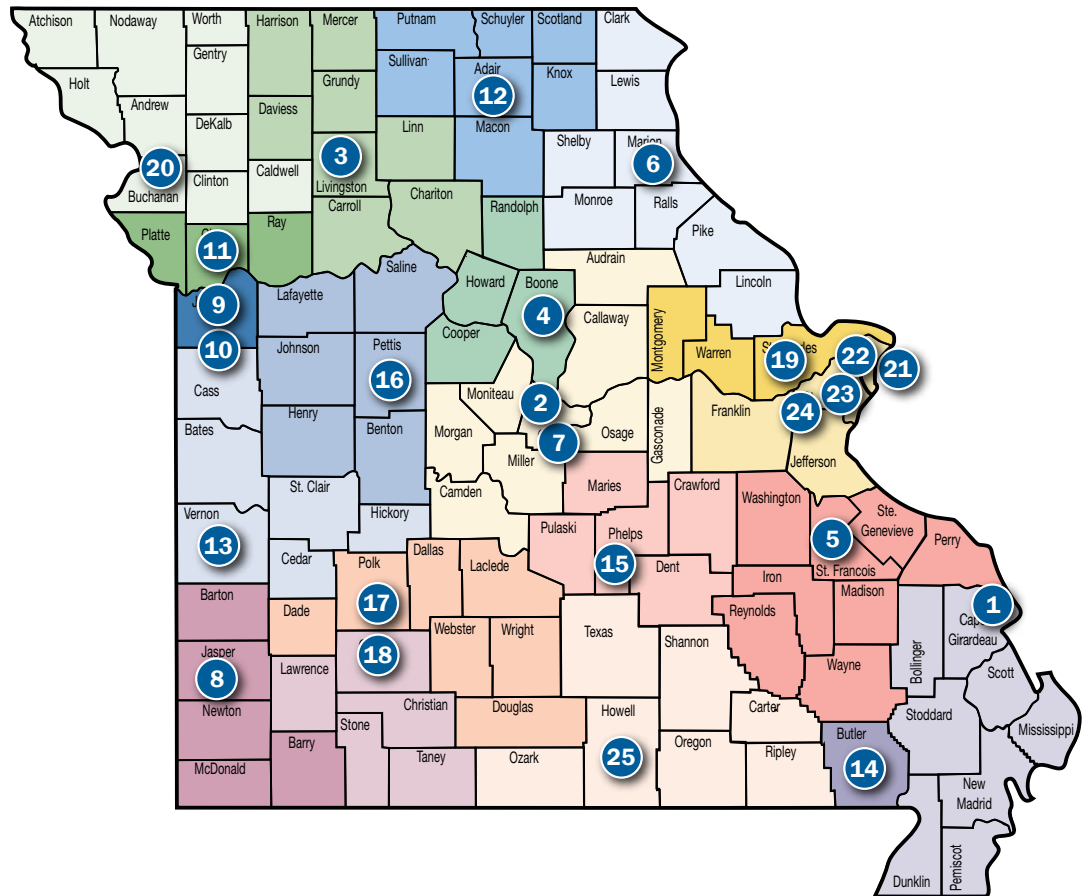 Atchison
Nodaway
Worth
Harrison
Mercer
Putnam
Schuyler
Scotland
Clark
Gentry
Sullivan
Adair
Knox
Holt
Grundy
Lewis
12
Andrew
Daviess
DeKalb
Linn
Macon
Shelby
Marion
3
6
20
Caldwell
Clinton
Livingston
Buchanan
Chariton
Carroll
Randolph
Monroe
Ralls
Platte
Ray
Pike
11
Audrain
Saline
Howard
Boone
Lincoln
9
Lafayette
4
Callaway
Cooper
Montgomery
10
Johnson
Pettis
Warren
19
22
21
16
Cass
Moniteau
23
2
24
Henry
Franklin
Bates
Benton
Morgan
7
Osage
Gasconade
Miller
Jefferson
St. Clair
Camden
Maries
Crawford
Washington
Vernon
Hickory
Ste.
Genevieve
13
Pulaski
Phelps
5
Perry
Cedar
Polk
Dallas
Laclede
15
Dent
St. Francois
Iron
Barton
17
Madison
1
Dade
Reynolds
Girardeau
Webster
Wright
Texas
Shannon
18
Jasper
Lawrence
Wayne
Bollinger
Scott
8
Newton
Christian
Douglas
Howell
Carter
Stoddard
Stone
Mississippi
Barry
Taney
Ozark
25
Oregon
Ripley
Butler
McDonald
14
New
Madrid
Dunklin
Pemiscot